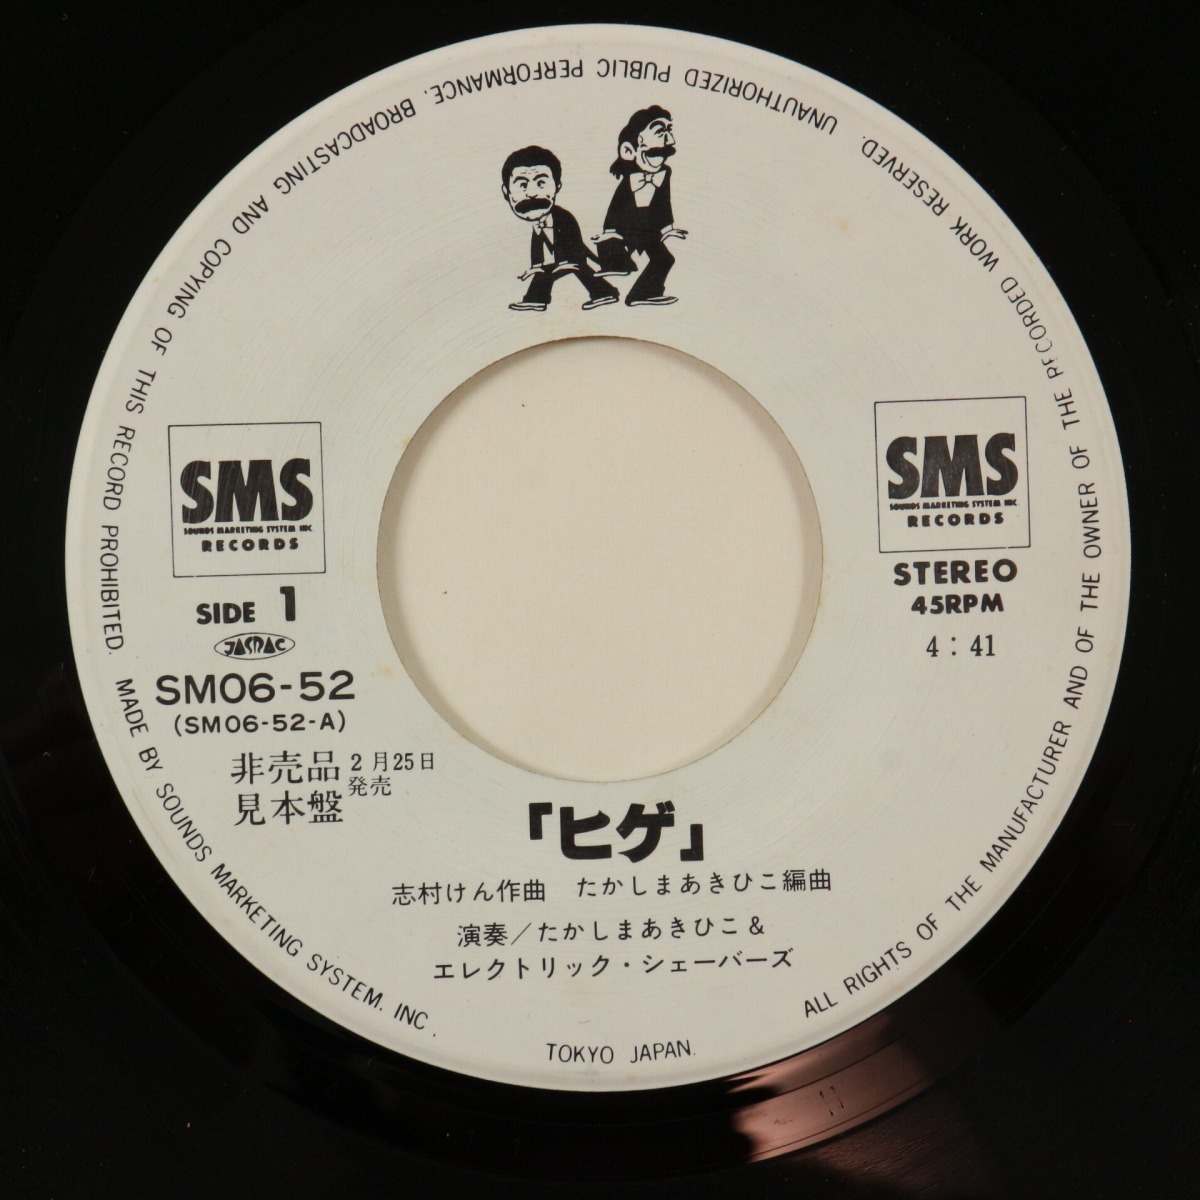 SMS
SOUNDS MARKETING SYSTEM INC.
RECORDS
SIDE 1
JASRAC
SM06-52
(SM06-52-A)
非売品
見本盤
2月25日
発売
SMS
SOUNDS MARKETING SYSTEM INC.
RECORDS
STEREO
45RPM
4:41
「ヒゲ」
志村けん作曲　たかしまあきひこ編曲
演奏/たかしまあきひこ&
エレクトリック・シェーバーズ
MADE BY SOUNDS MARKETING SYSTEM. INC.
TOKYO JAPAN.
ALL RIGHTS OF THE MANUFACTURER AND OF THE OWNER OF THE RECORDED WORK RESERVED. UNAUTHORIZED PUBLIC PERFORMANCE. BROADCASTING AND COPYING OF THIS RECORD PROHIBITED.